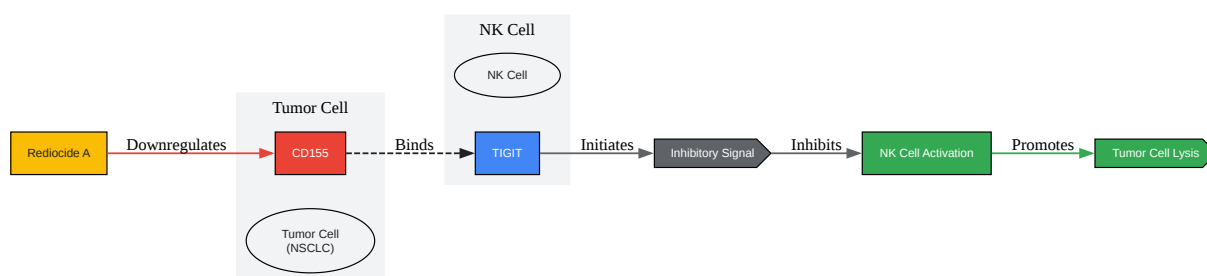 NK Cell
NK Cell
Tumor Cell
Rediocide A
Downregulates
CD155
Binds
TIGIT
Initiates
Inhibitory Signal
Inhibits
NK Cell Activation
Promotes
Tumor Cell Lysis
Tumor Cell
(NSCLC)